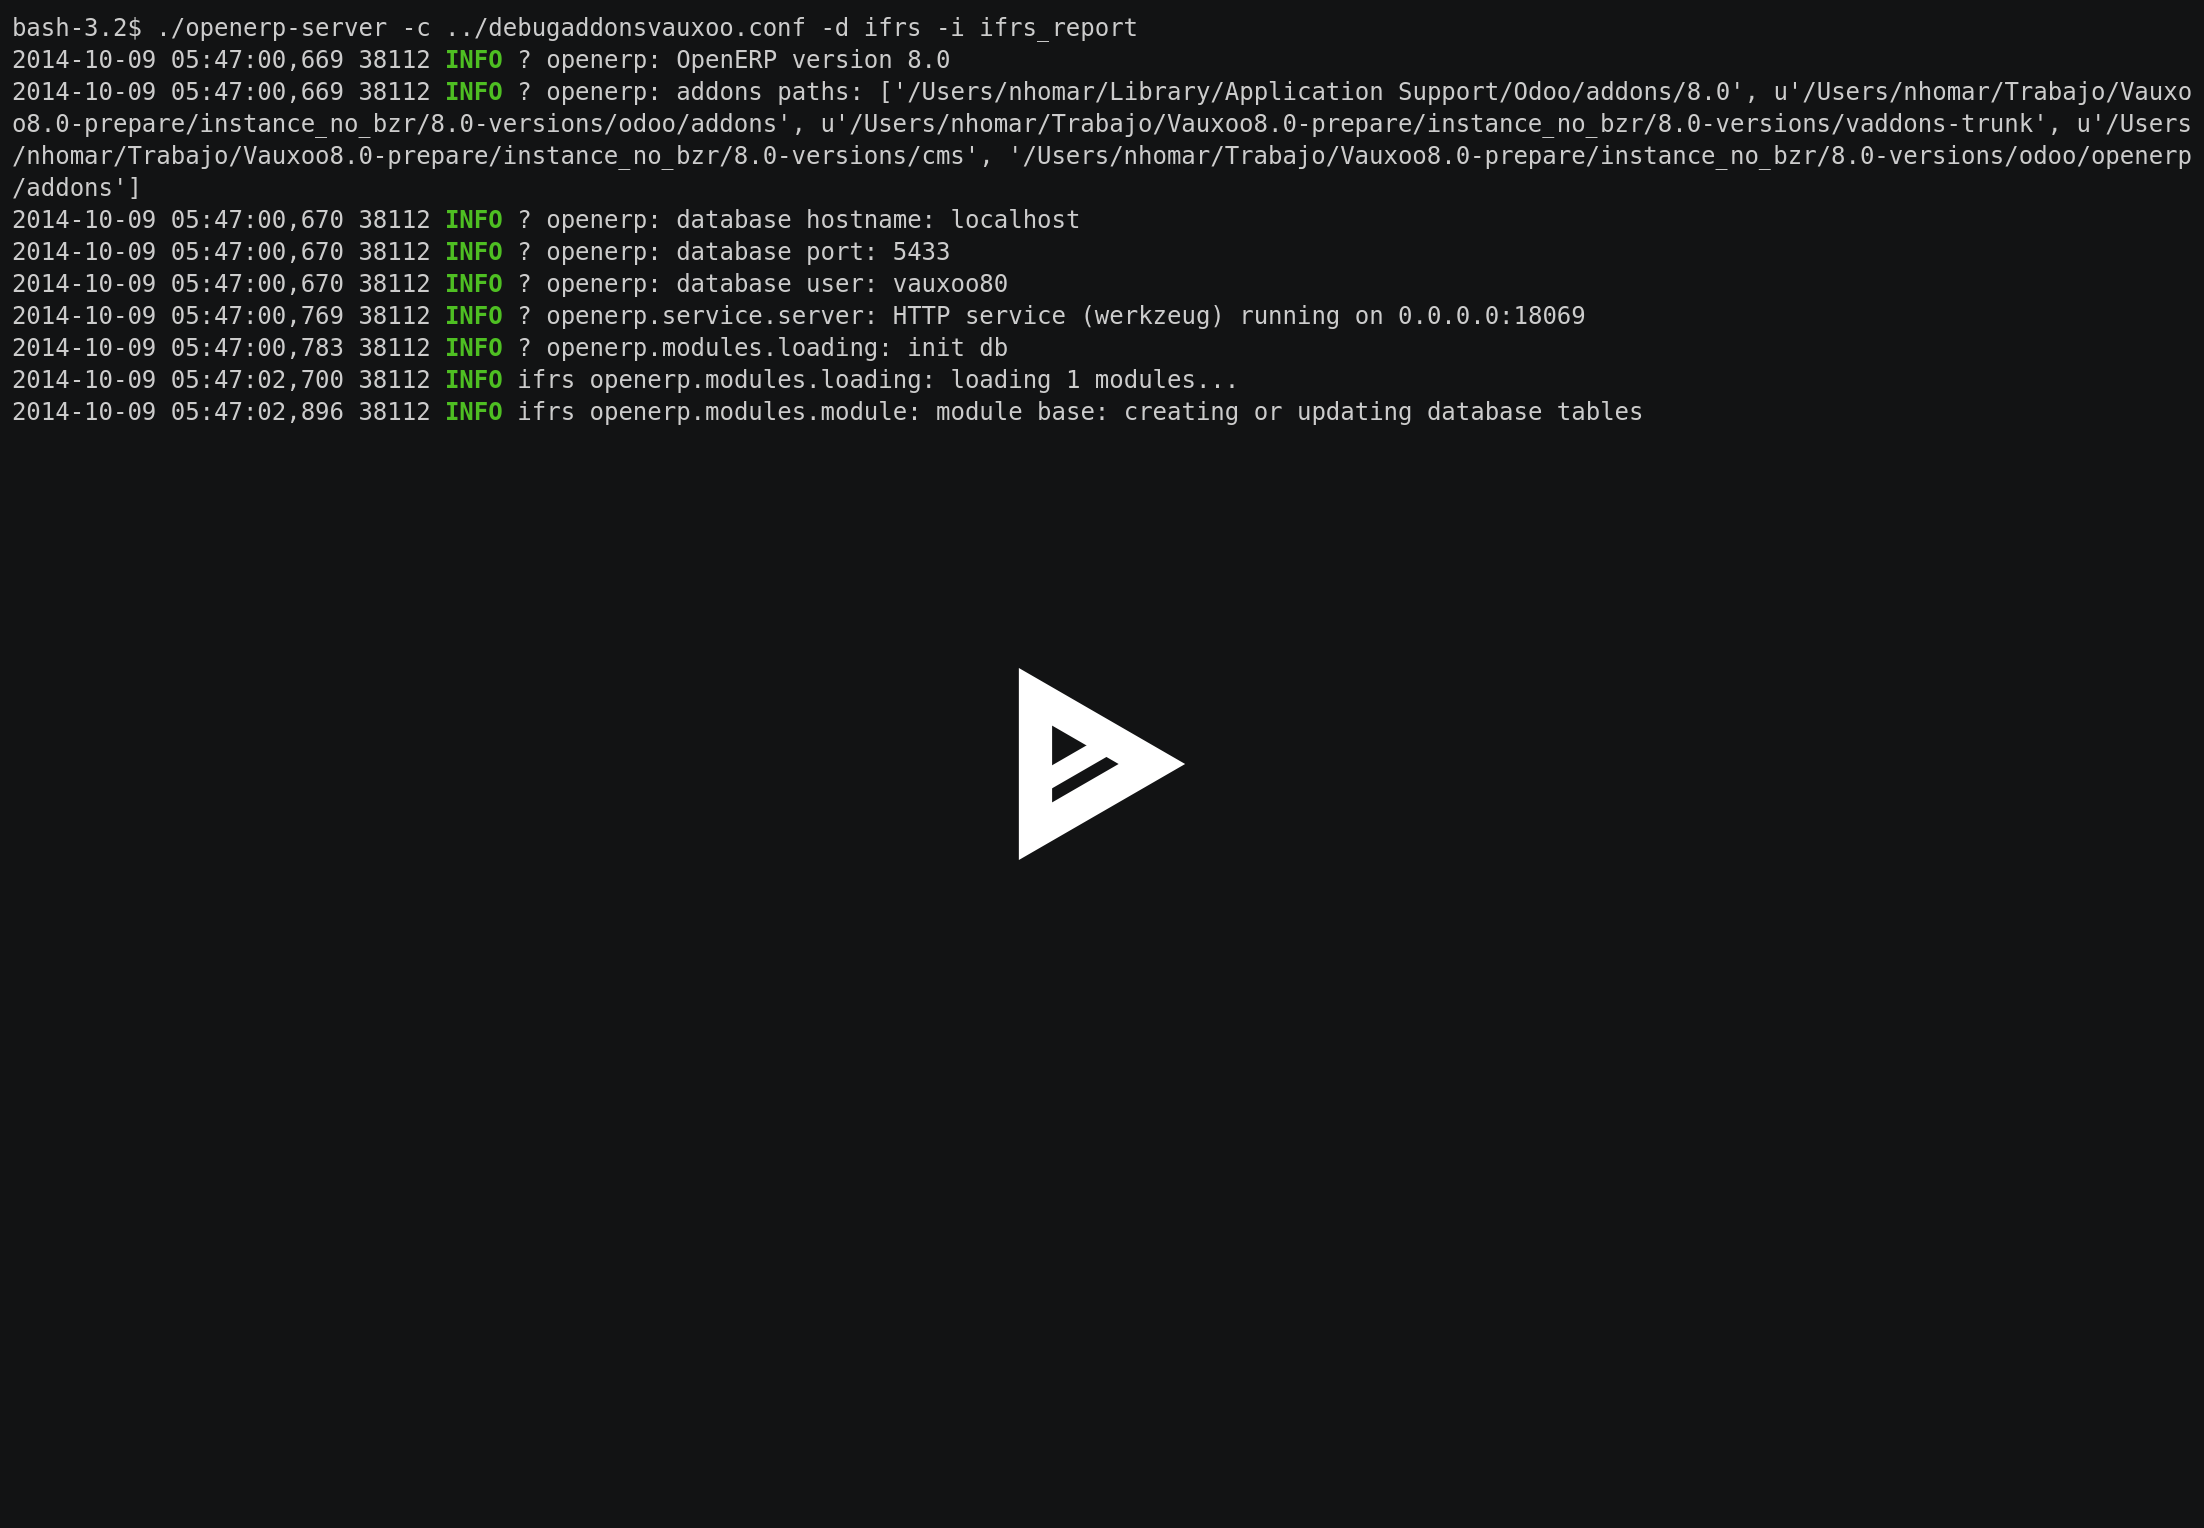 bash-3.2$ ./openerp-server -c ../debugaddonsvauxoo.conf -d ifrs -i ifrs_report
2014-10-09 05:47:00,669 38112 INFO ? openerp: OpenERP version 8.0
2014-10-09 05:47:00,669 38112 INFO ? openerp: addons paths: ['/Users/nhomar/Library/Application Support/Odoo/addons/8.0', u'/Users/nhomar/Trabajo/Vauxo
o8.0-prepare/instance_no_bzr/8.0-versions/odoo/addons', u'/Users/nhomar/Trabajo/Vauxoo8.0-prepare/instance_no_bzr/8.0-versions/vaddons-trunk', u'/Users
/nhomar/Trabajo/Vauxoo8.0-prepare/instance_no_bzr/8.0-versions/cms', '/Users/nhomar/Trabajo/Vauxoo8.0-prepare/instance_no_bzr/8.0-versions/odoo/openerp
/addons']
2014-10-09 05:47:00,670 38112 INFO ? openerp: database hostname: localhost
2014-10-09 05:47:00,670 38112 INFO ? openerp: database port: 5433
2014-10-09 05:47:00,670 38112 INFO ? openerp: database user: vauxoo80
2014-10-09 05:47:00,769 38112 INFO ? openerp.service.server: HTTP service (werkzeug) running on 0.0.0.0:18069
2014-10-09 05:47:00,783 38112 INFO ? openerp.modules.loading: init db
2014-10-09 05:47:02,700 38112 INFO ifrs openerp.modules.loading: loading 1 modules...
2014-10-09 05:47:02,896 38112 INFO ifrs openerp.modules.module: module base: creating or updating database tables